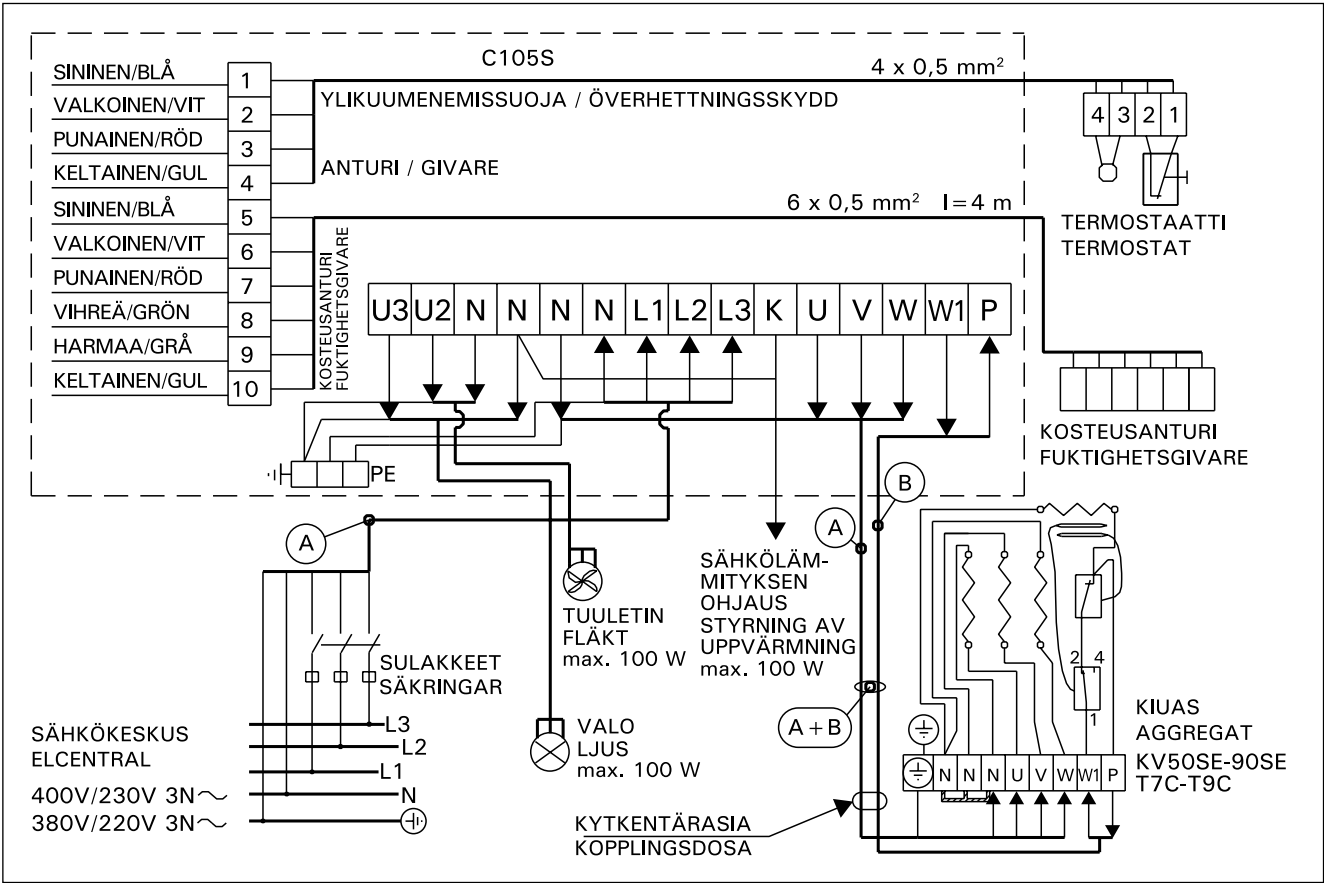 C105S
4 x 0,5 mm²
SININEN/BLÅ 1
VALKOINEN/VIT 2
PUNAINEN/RÖD 3
KELTAINEN/GUL 4
SININEN/BLÅ 5
VALKOINEN/VIT 6
PUNAINEN/RÖD 7
VIHREÄ/GRÖN 8
HARMAA/GRÅ 9
KELTAINEN/GUL 10
YLIKUUMENEMISSUOJA / ÖVERHETTNINGSSKYDD
ANTURI / GIVARE
4 3 2 1
TERMOSTAATTI
TERMOSTAT
6 x 0,5 mm² l=4 m
KOSTEUSANTURI
FUKTIGHETSGIVARE
U3 U2 N N N N L1 L2 L3 K U V W W1 P
KOSTEUSANTURI
FUKTIGHETSGIVARE
PE
A
A
B
A+B
TUULETIN
FLÄKT
max. 100 W
SÄHKÖLÄM-
MITYKSEN
OHJAUS
STYRNING AV
UPPVÄRMNING
max. 100 W
SULAKKEET
SÄKRINGAR
VALO
LJUS
max. 100 W
SÄHKÖKESKUS
ELCENTRAL
400V/230V 3N~
380V/220V 3N~
L3
L2
L1
N
KYTKENTÄRASIA
KOPPLINGSDOSA
2 4
1
N N N U V W W1 P
KIUAS
AGGREGAT
KV50SE-90SE
T7C-T9C